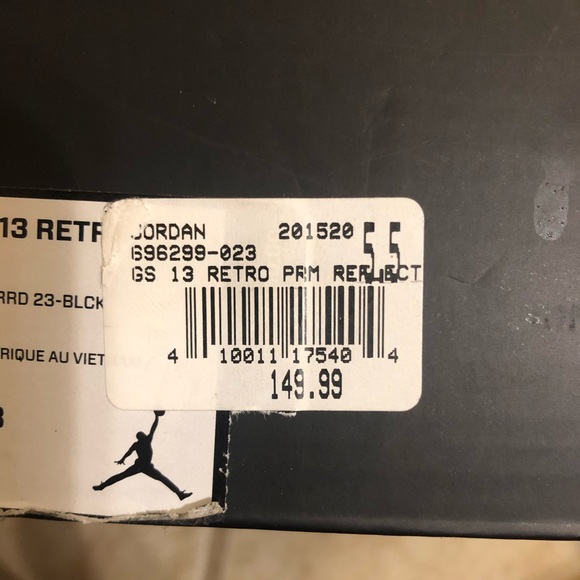 13 RETR
RRD 23-BLCK
RIQUE AU VIET
JORDAN 201520 5.5
696299-023
GS 13 RETRO PRM REFLECT
4 10011 17540 4
149.99